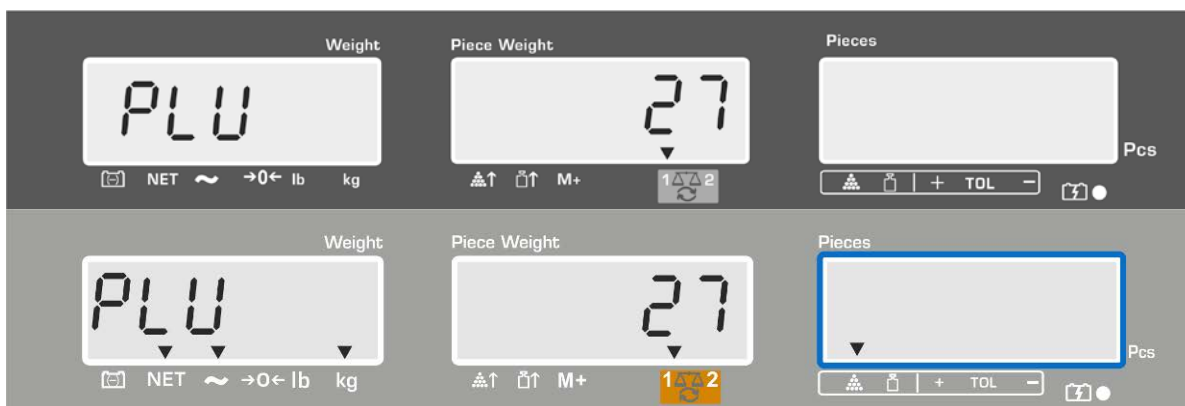 Weight Piece Weight Pieces
PLU 27
Pcs
NET ~ →0← lb kg M+ 1 2 + TOL −
Weight Piece Weight Pieces
PLU 27
Pcs
NET ~ →0← lb kg M+ 1 2 + TOL −